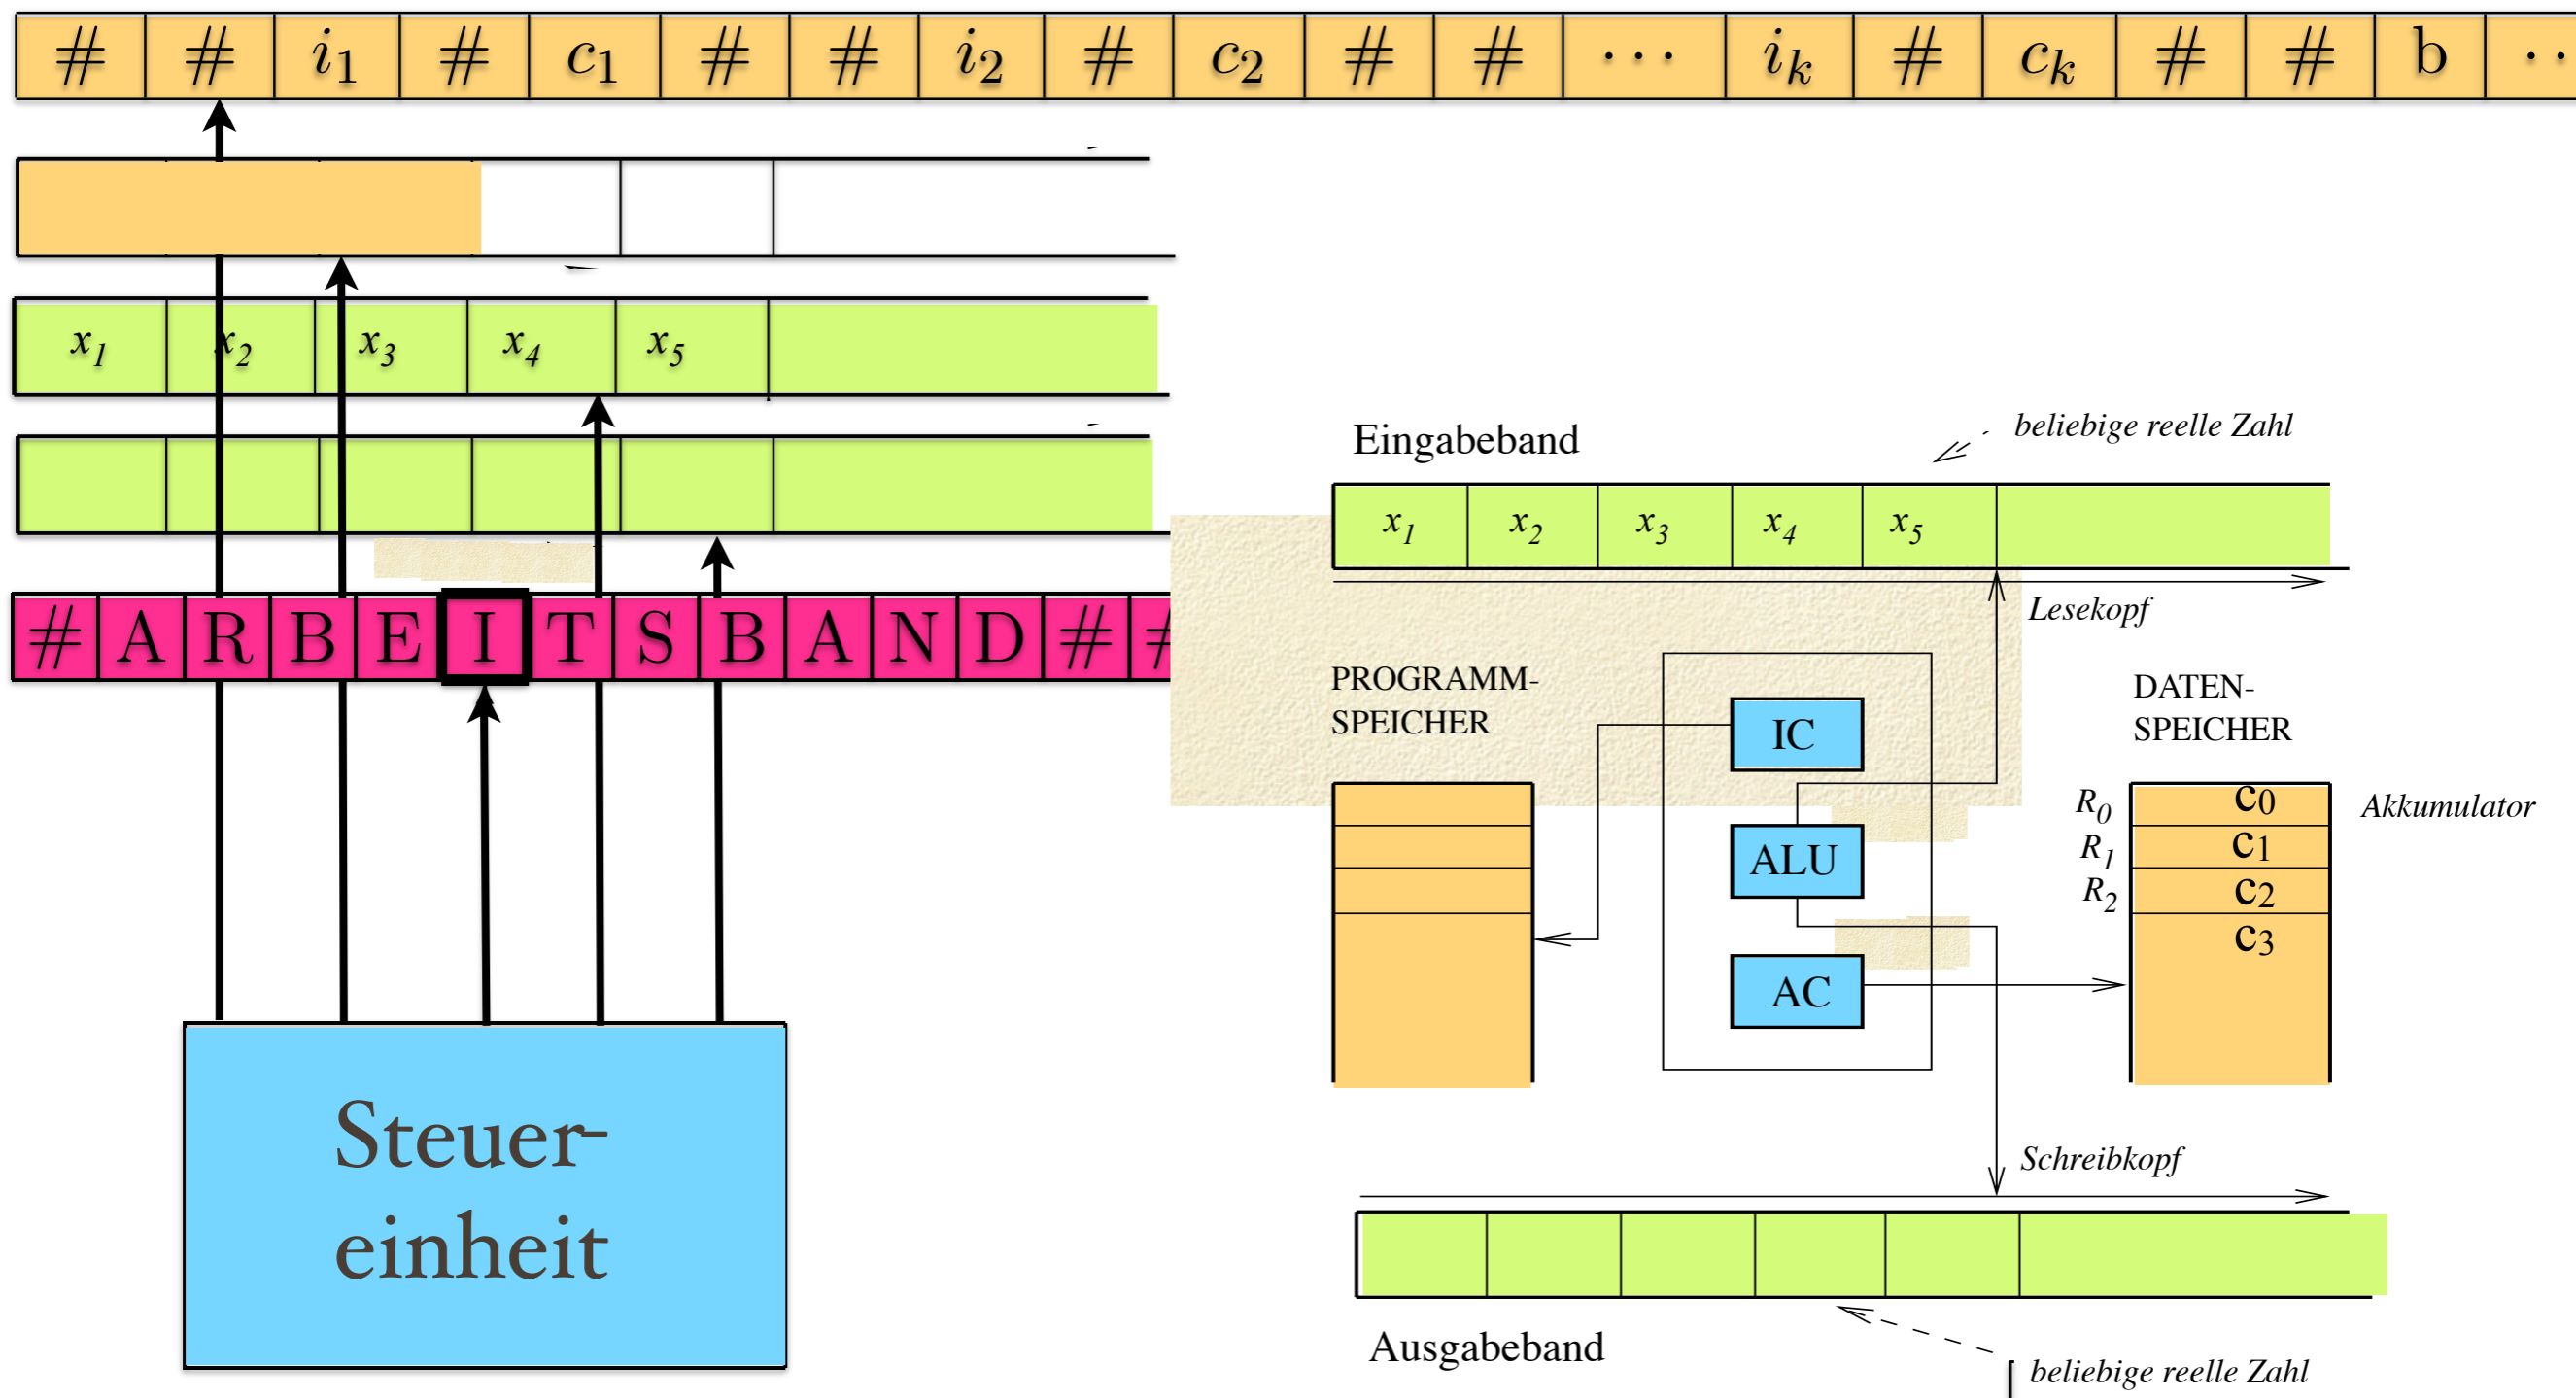 # # i₁ # c₁ # # i₂ # c₂ # # ⋯ iₖ # cₖ # # b ··
x₁ x₂ x₃ x₄ x₅
# A R B E I T S B A N D # #
Steuer-
einheit
Eingabeband
beliebige reelle Zahl
x₁ x₂ x₃ x₄ x₅
Lesekopf
PROGRAMM-
SPEICHER
IC
ALU
AC
DATEN-
SPEICHER
R₀ c₀ Akkumulator
R₁ c₁
R₂ c₂
c₃
Schreibkopf
Ausgabeband
beliebige reelle Zahl